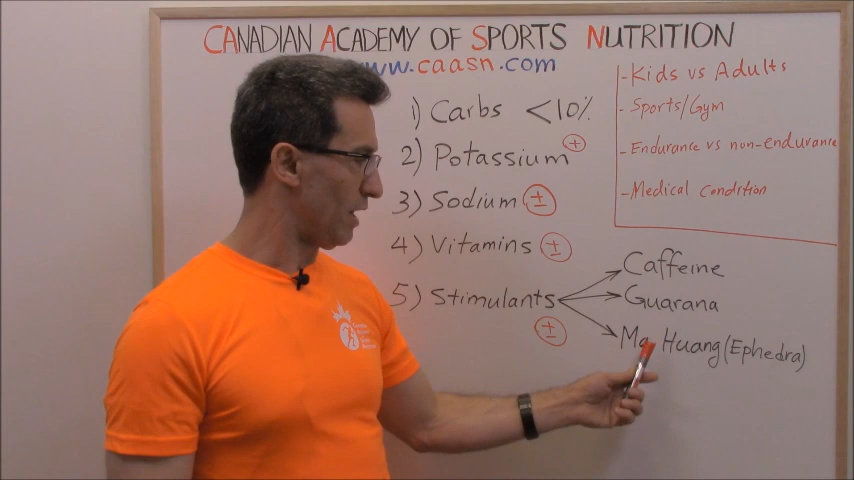 CANADIAN ACADEMY OF SPORTS NUTRITION
www.caasn.com
1) Carbs <10%
2) Potassium +
3) Sodium ±
4) Vitamins ±
5) Stimulants
±
Caffeine
Guarana
Ma Huang (Ephedra)
- Kids vs Adults
- Sports/Gym
- Endurance vs non-endurance
- Medical condition